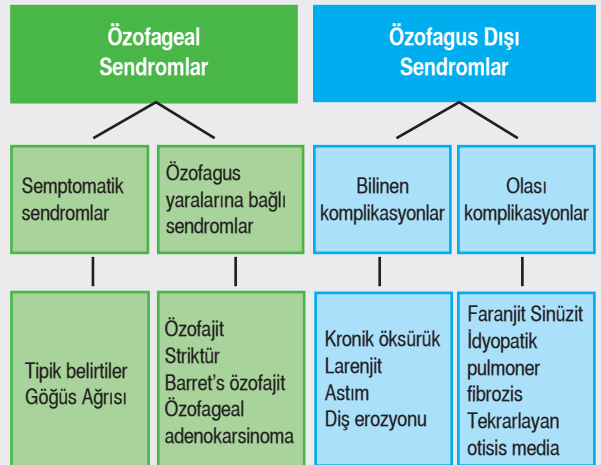 Özofageal
Sendromlar
Özofagus Dışı
Sendromlar
Semptomatik
sendromlar
Özofagus
yaralarına bağlı
sendromlar
Bilinen
komplikasyonlar
Olası
komplikasyonlar
Tipik belirtiler
Göğüs Ağrısı
Özofajit
Striktür
Barret's özofajit
Özofageal
adenokarsinoma
Kronik öksürük
Larenjit
Astım
Diş erozyonu
Faranjit Sinüzit
İdyopatik
pulmoner
fibrozis
Tekrarlayan
otisis media